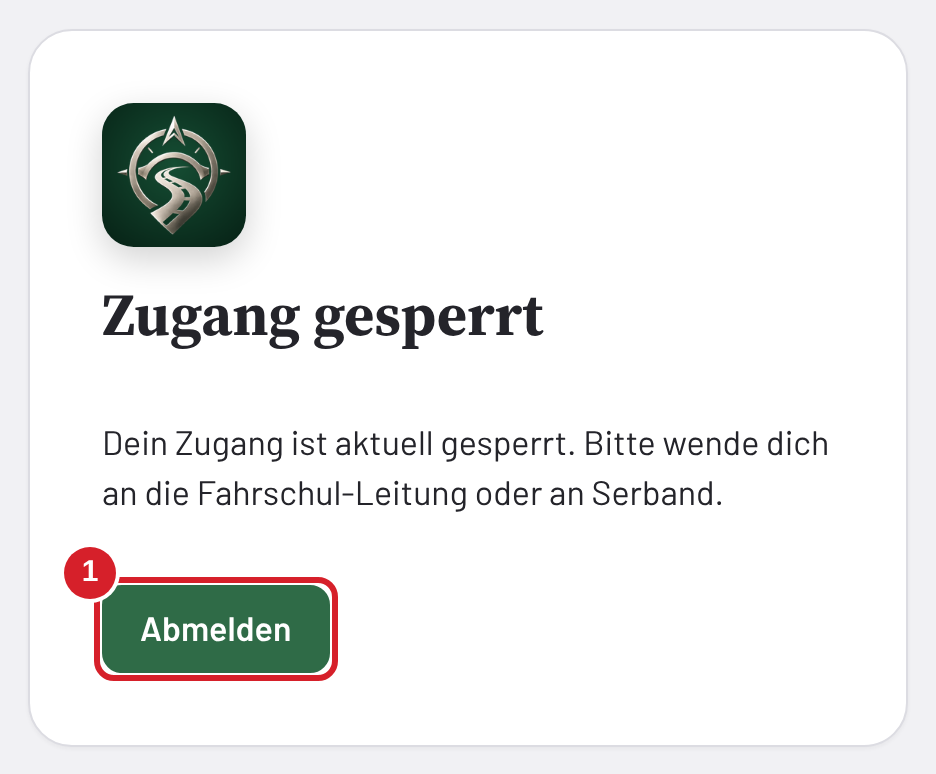 Zugang gesperrt
Dein Zugang ist aktuell gesperrt. Bitte wende dich
an die Fahrschul-Leitung oder an Serband.
1
Abmelden